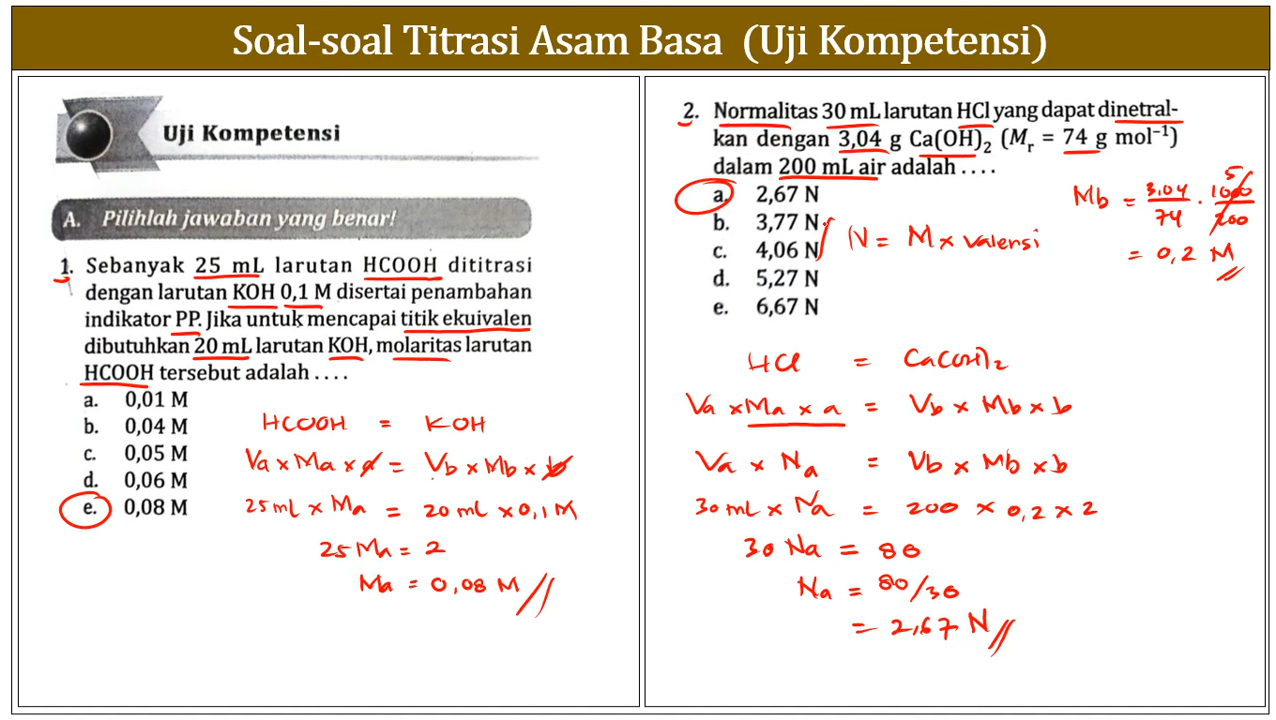 Soal-soal Titrasi Asam Basa (Uji Kompetensi)
Uji Kompetensi
A. Pilihlah jawaban yang benar!
1. Sebanyak 25 mL larutan HCOOH dititrasi
dengan larutan KOH 0,1 M disertai penambahan
indikator PP. Jika untuk mencapai titik ekuivalen
dibutuhkan 20 mL larutan KOH, molaritas larutan
HCOOH tersebut adalah . . . .
a. 0,01 M
b. 0,04 M
c. 0,05 M
d. 0,06 M
e. 0,08 M
HCOOH = KOH
Va × Ma × a = Vb × Mb × b
25 mL × Ma = 20 mL × 0,1 M
25 Ma = 2
Ma = 0,08 M //
2. Normalitas 30 mL larutan HCl yang dapat dinetral-
kan dengan 3,04 g Ca(OH)₂ (Mᵣ = 74 g mol⁻¹)
dalam 200 mL air adalah . . . .
a. 2,67 N
b. 3,77 N
c. 4,06 N
d. 5,27 N
e. 6,67 N
N = M × Valensi
Mb = 3,04/74 . 1000/200 5
= 0,2 M //
HCl = Ca(OH)₂
Va × Ma × a = Vb × Mb × b
Va × Na = Vb × Mb × b
30 mL × Na = 200 × 0,2 × 2
30 Na = 80
Na = 80/30
= 2,67 N //